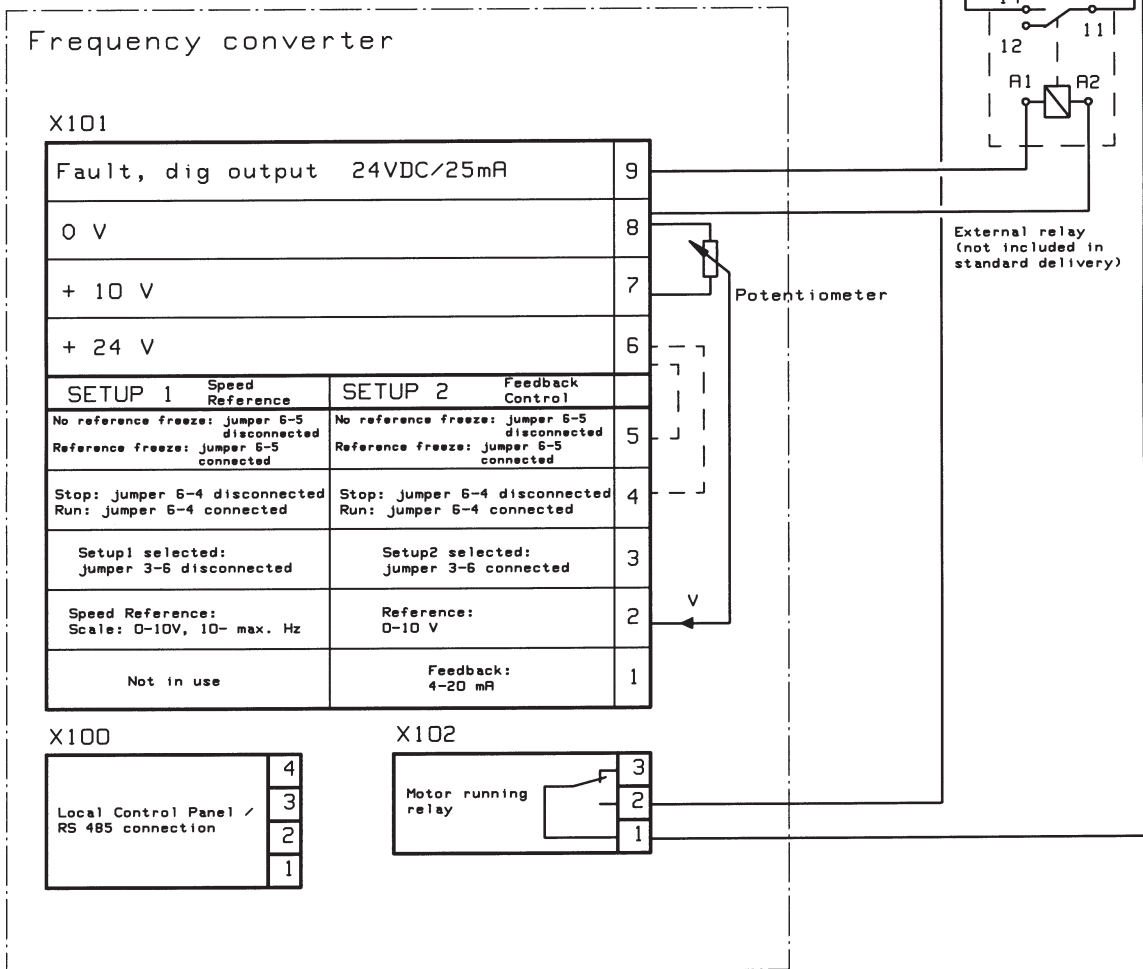 Frequency converter
X101
Fault, dig output 24VDC/25mA 9
0 V 8
+ 10 V 7
+ 24 V 6
SETUP 1 Speed Reference
SETUP 2 Feedback Control
No reference freeze: jumper 6-5
disconnected
Reference freeze: jumper 6-5
connected
No reference freeze: jumper 6-5
disconnected
Reference freeze: jumper 6-5
connected
5
Stop: jumper 6-4 disconnected
Run: jumper 6-4 connected
Stop: jumper 6-4 disconnected
Run: jumper 6-4 connected
4
Setup1 selected:
jumper 3-6 disconnected
Setup2 selected:
jumper 3-6 connected
3
Speed Reference:
Scale: 0-10V, 10- max. Hz
Reference:
0-10 V
2
Not in use
Feedback:
4-20 mA
1
V
Potentiometer
12
11
A1
A2
External relay
(not included in
standard delivery)
X100
Local Control Panel /
RS 485 connection
4
3
2
1
X102
Motor running
relay
3
2
1